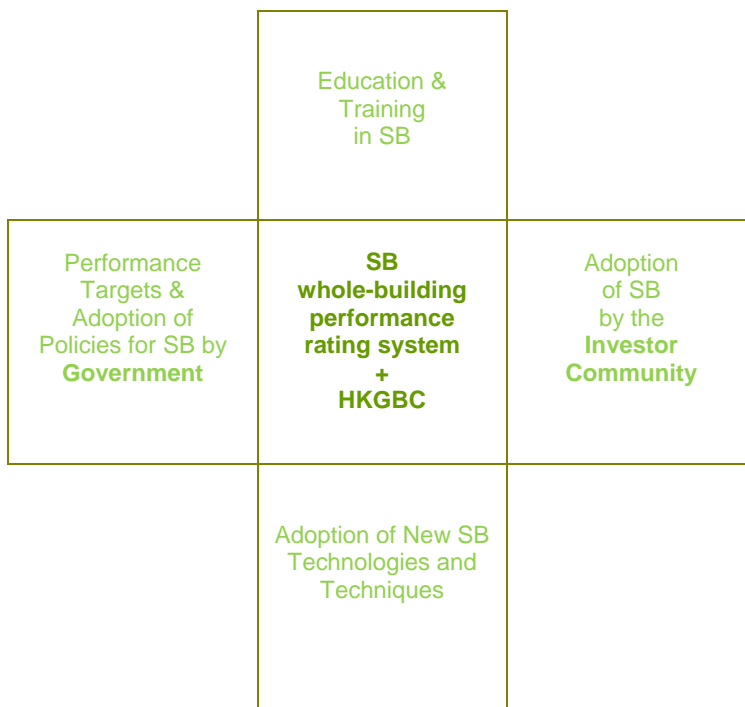 Education &
Training
in SB
Performance
Targets &
Adoption of
Policies for SB by
Government
SB
whole-building
performance
rating system
+
HKGBC
Adoption
of SB
by the
Investor
Community
Adoption of New SB
Technologies and
Techniques